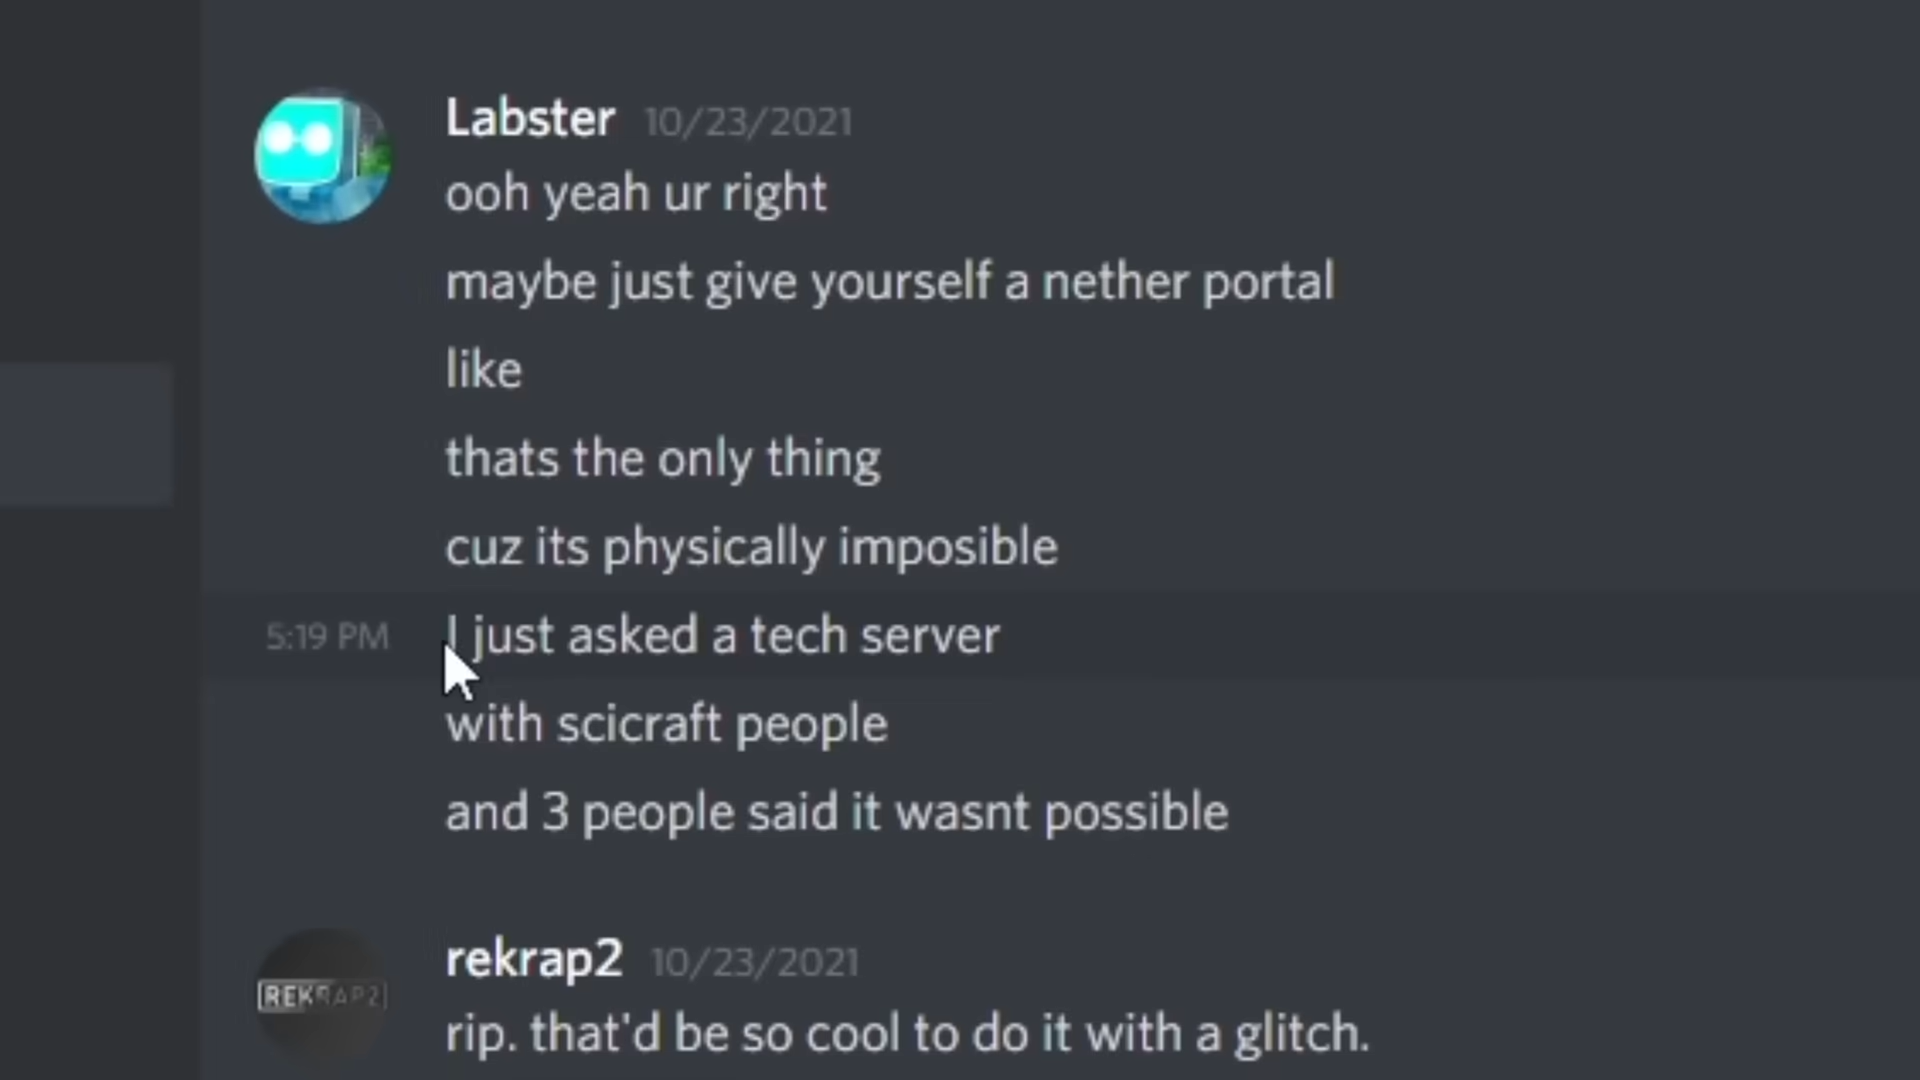 Labster 10/23/2021
ooh yeah ur right
maybe just give yourself a nether portal
like
thats the only thing
cuz its physically imposible
5:19 PM I just asked a tech server
with scicraft people
and 3 people said it wasnt possible
rekrap2 10/23/2021
REKRAP2
rip. that'd be so cool to do it with a glitch.